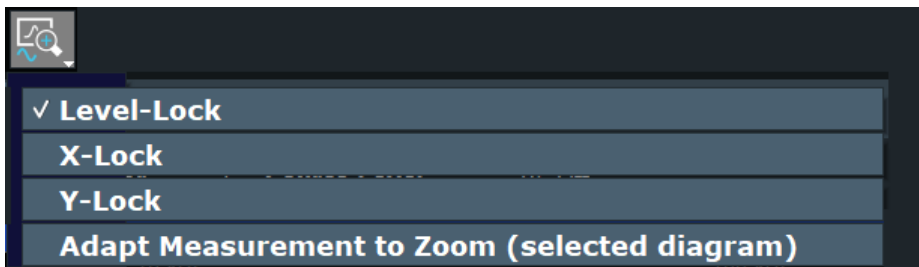 ✓ Level-Lock
X-Lock
Y-Lock
Adapt Measurement to Zoom (selected diagram)